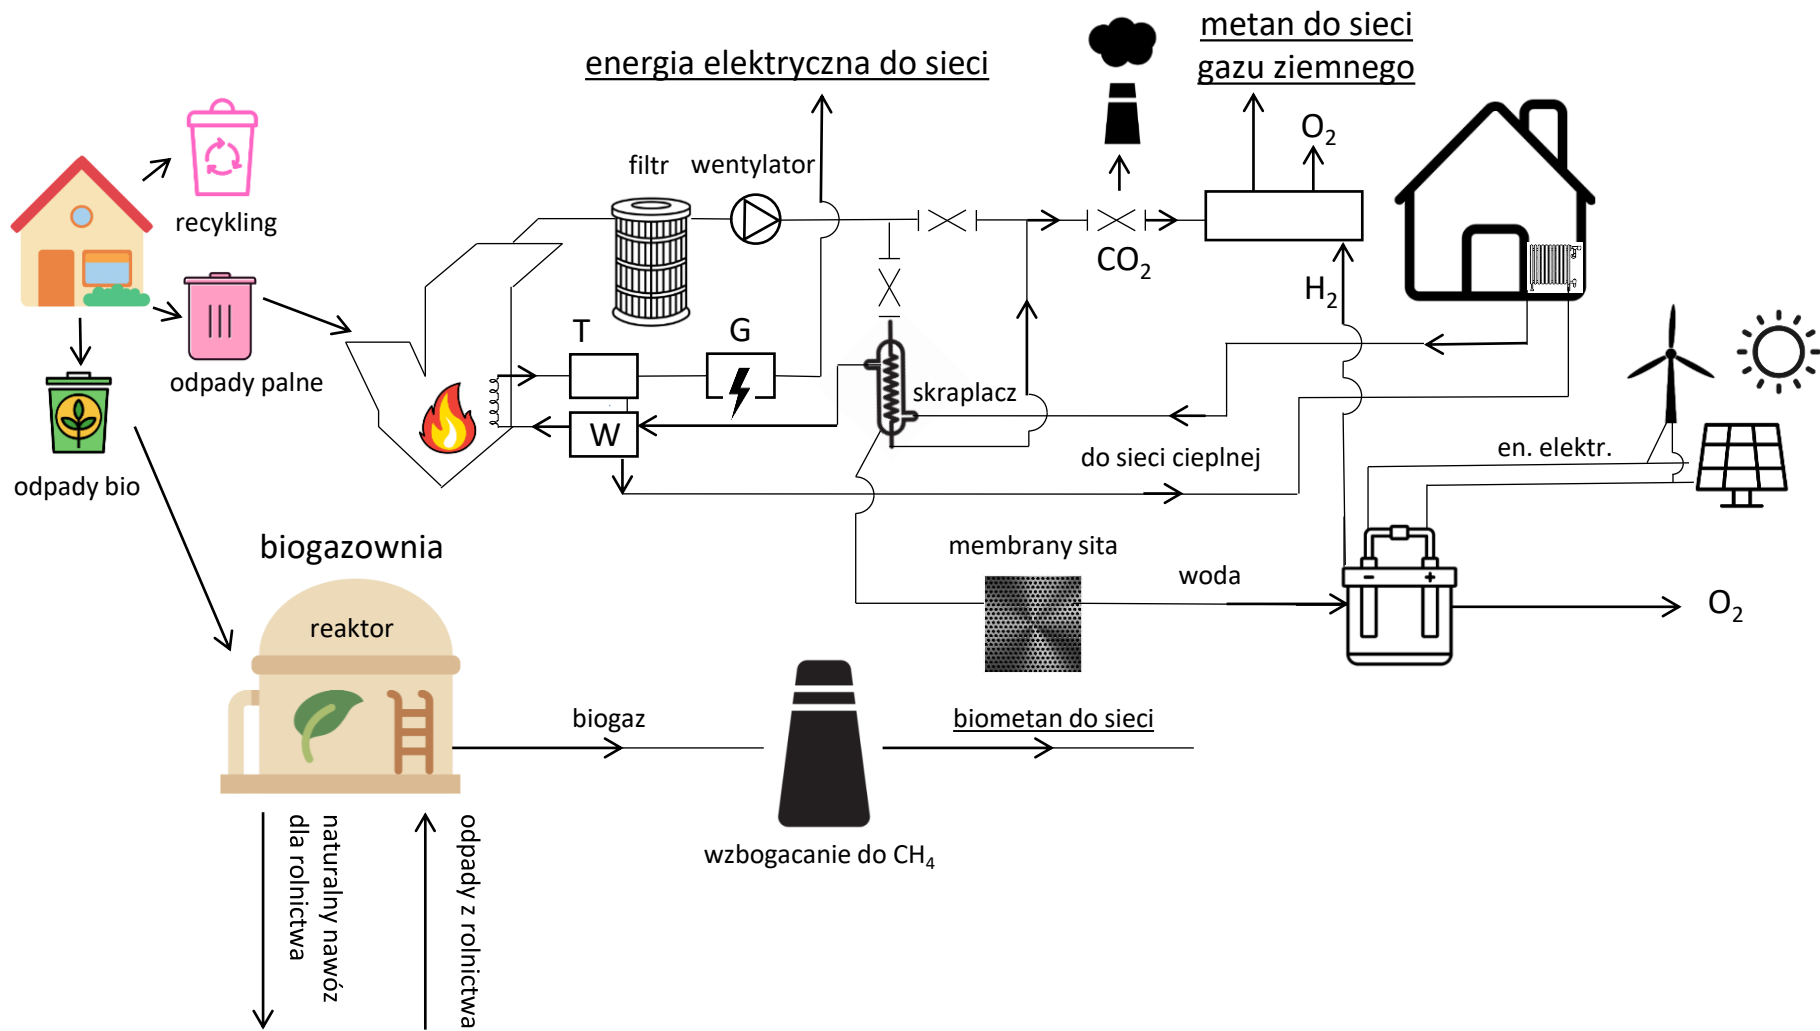 energia elektryczna do sieci
metan do sieci
gazu ziemnego
O₂
filtr
wentylator
recykling
CO₂
H₂
T
G
odpady palne
skraplacz
W
en. elektr.
do sieci cieplnej
odpady bio
biogazownia
membrany sita
woda
- +
O₂
reaktor
biogaz
biometan do sieci
wzbogacanie do CH₄
naturalny nawóz
dla rolnictwa
odpady z rolnictwa